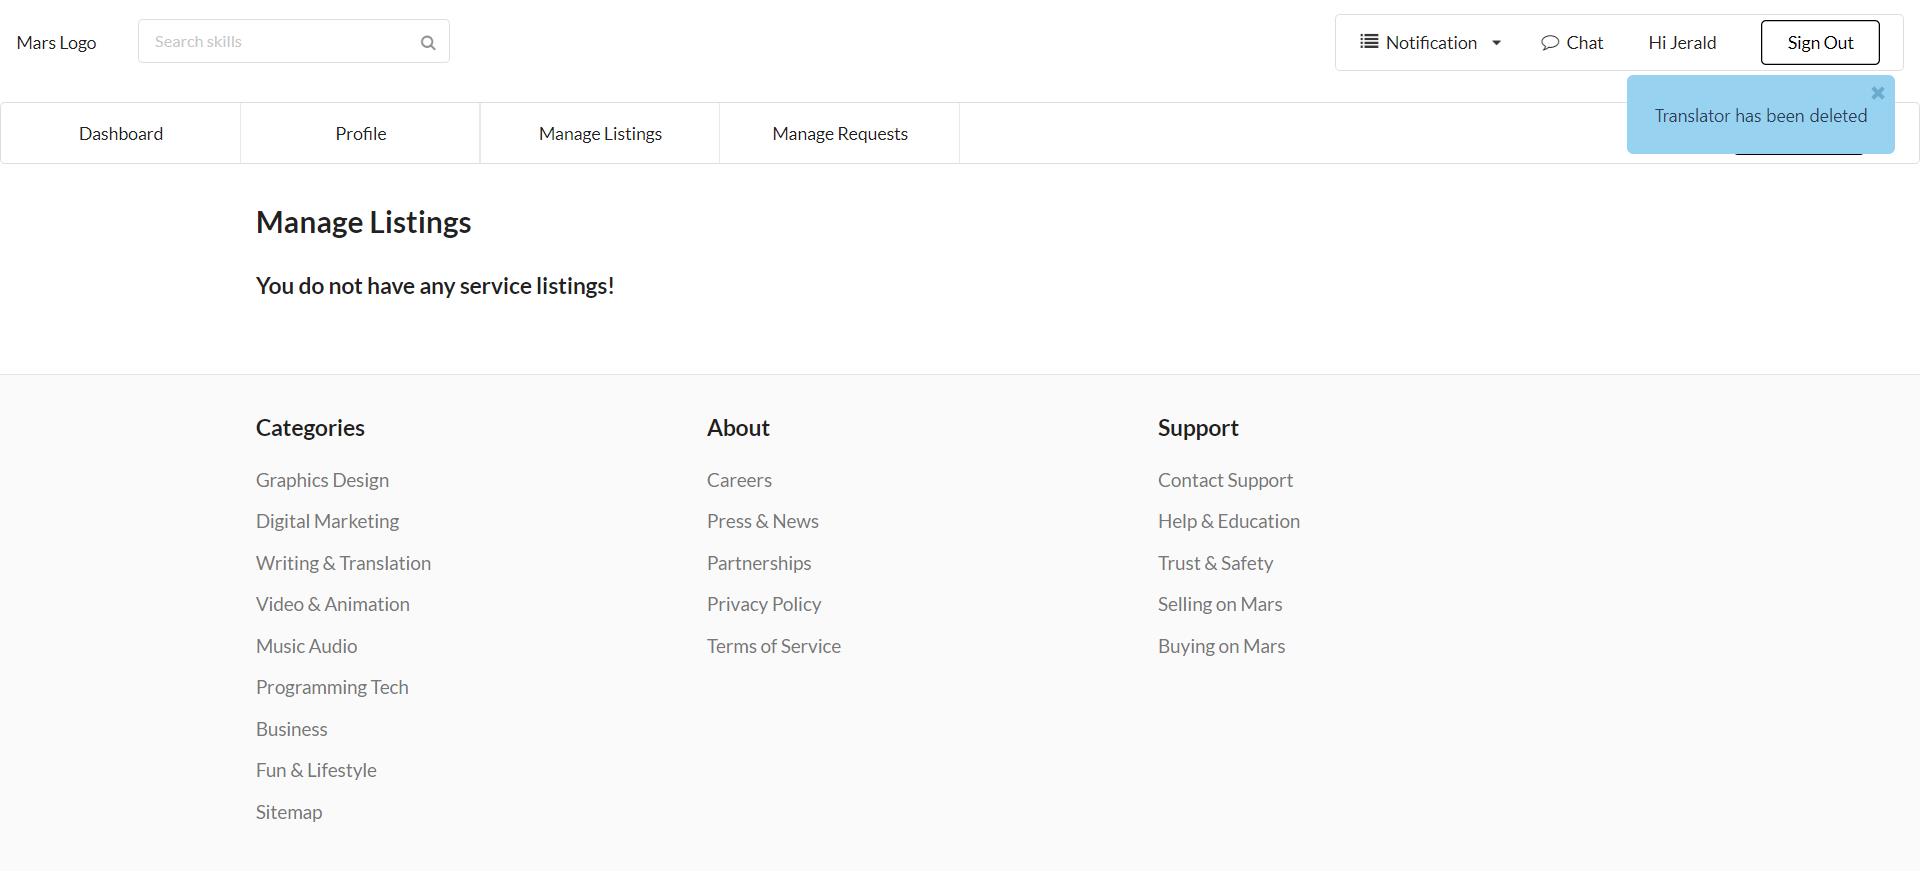 Mars Logo
Search skills
Notification
Chat
Hi Jerald
Sign Out
Translator has been deleted
Dashboard
Profile
Manage Listings
Manage Requests
Manage Listings
You do not have any service listings!
Categories
Graphics Design
Digital Marketing
Writing & Translation
Video & Animation
Music Audio
Programming Tech
Business
Fun & Lifestyle
Sitemap
About
Careers
Press & News
Partnerships
Privacy Policy
Terms of Service
Support
Contact Support
Help & Education
Trust & Safety
Selling on Mars
Buying on Mars